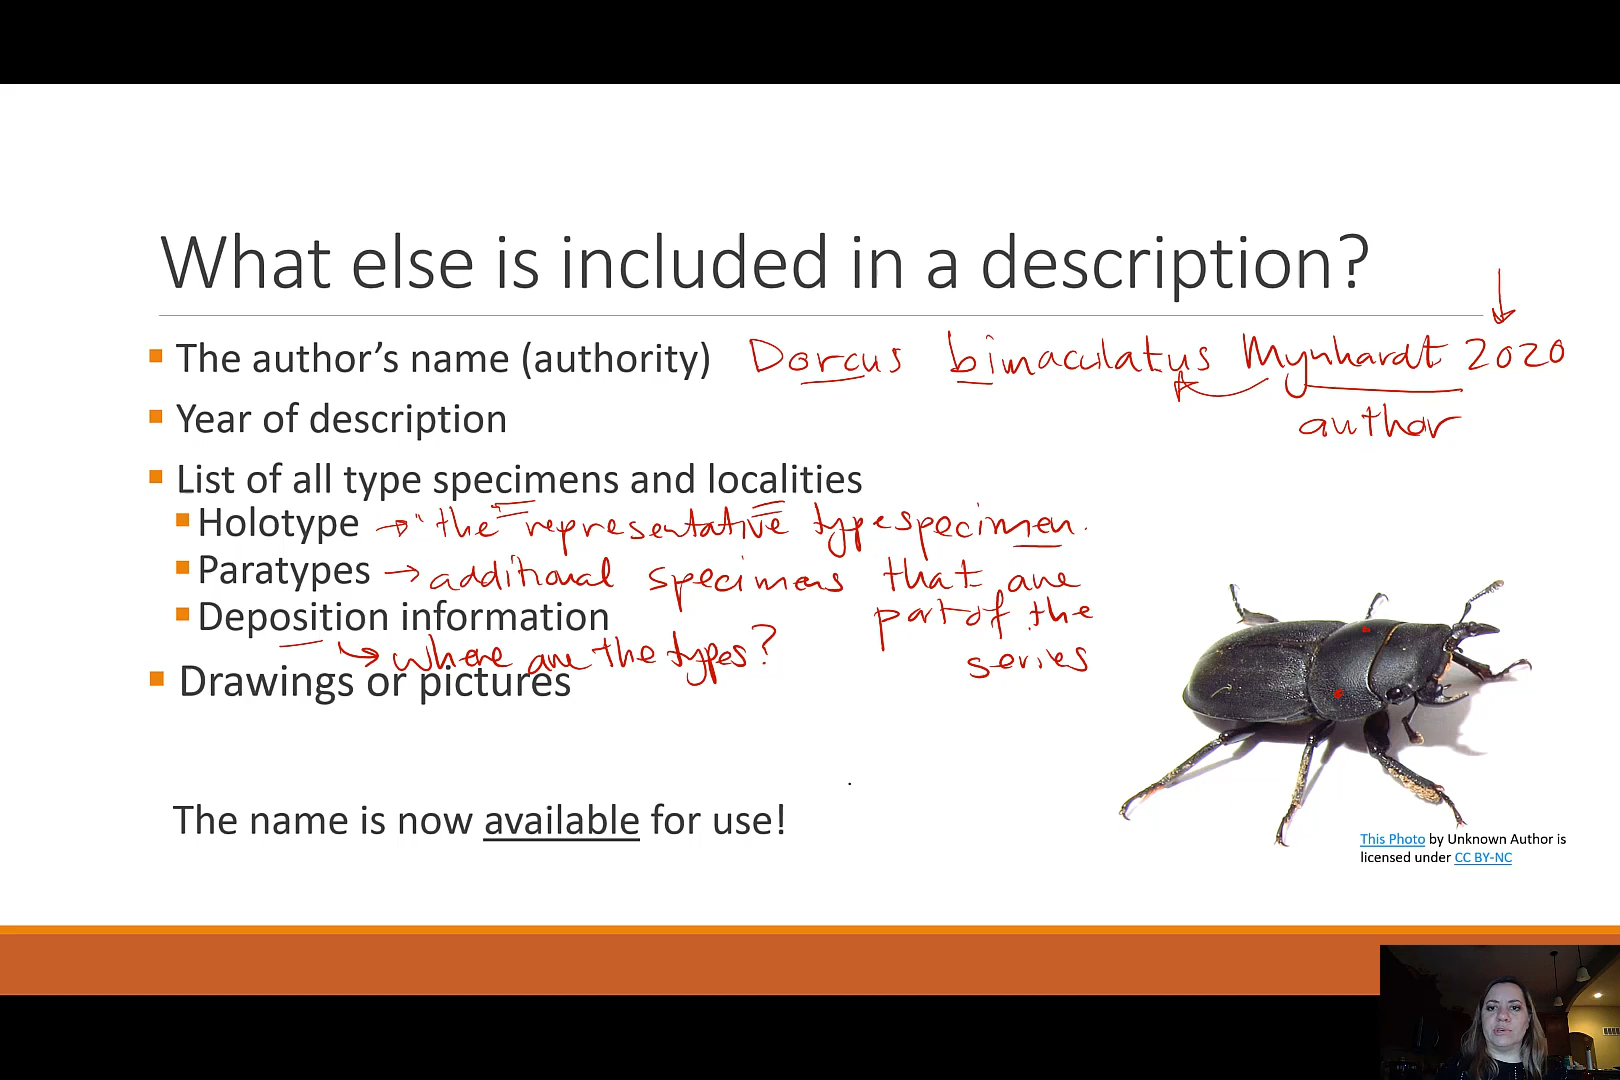 What else is included in a description?
The author's name (authority) Dorcus bimaculatus Mynhardt 2020
author
Year of description
List of all type specimens and localities
Holotype → "the representative type specimen.
Paratypes → additional specimens that are
part of the
series
Deposition information
↳ where are the types?
Drawings or pictures
The name is now available for use!
This Photo by Unknown Author is
licensed under CC BY-NC